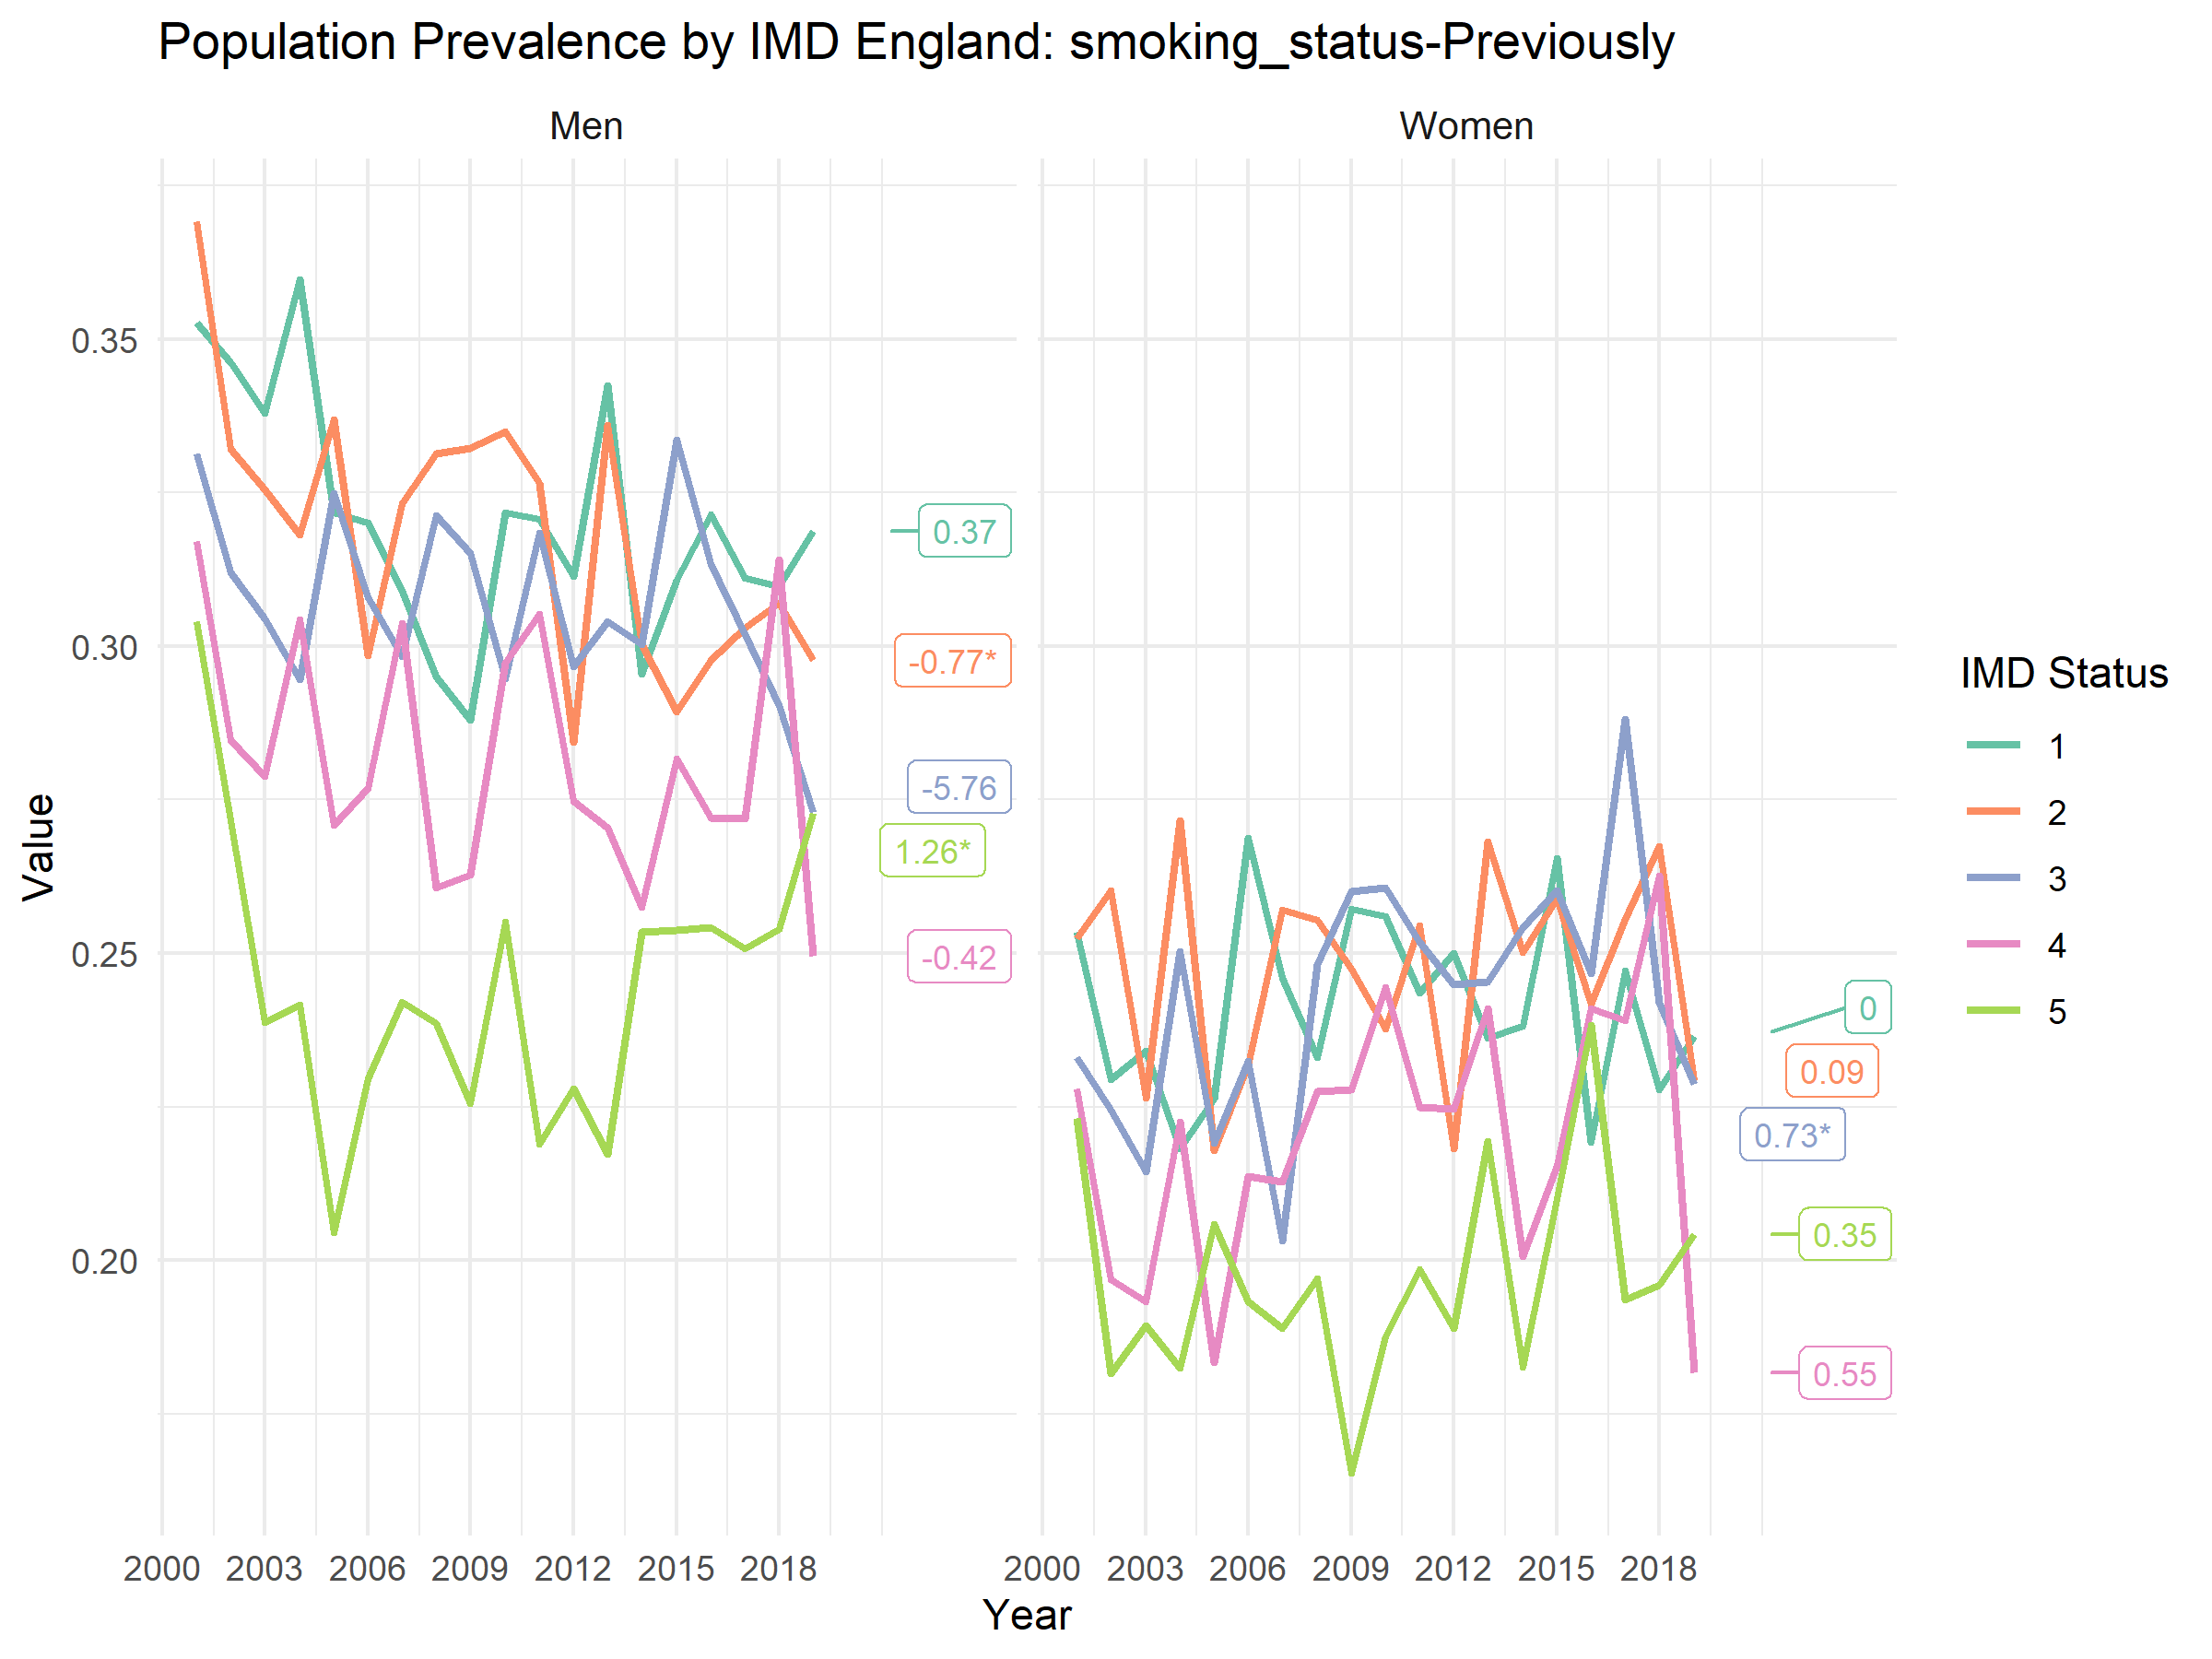 Population Prevalence by IMD England: smoking_status-Previously
Men
Women
Value
0.35
0.30
0.25
0.20
0.37
-0.77*
-5.76
1.26*
-0.42
0
0.09
0.73*
0.35
0.55
2000 2003 2006 2009 2012 2015 2018
2000 2003 2006 2009 2012 2015 2018
Year
IMD Status
1
2
3
4
5